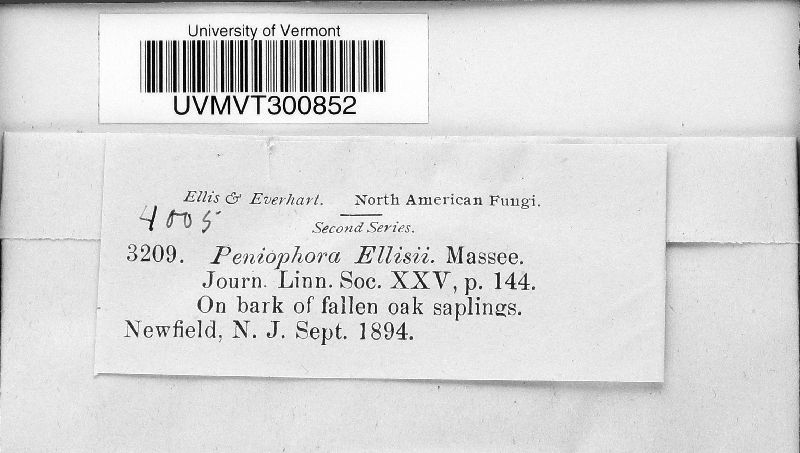 University of Vermont
UVMVT300852
Ellis & Everhart. North American Fungi.
4005
Second Series.
3209. Peniophora Ellisii. Massee.
Journ. Linn. Soc. XXV, p. 144.
On bark of fallen oak saplings.
Newfield, N. J. Sept. 1894.